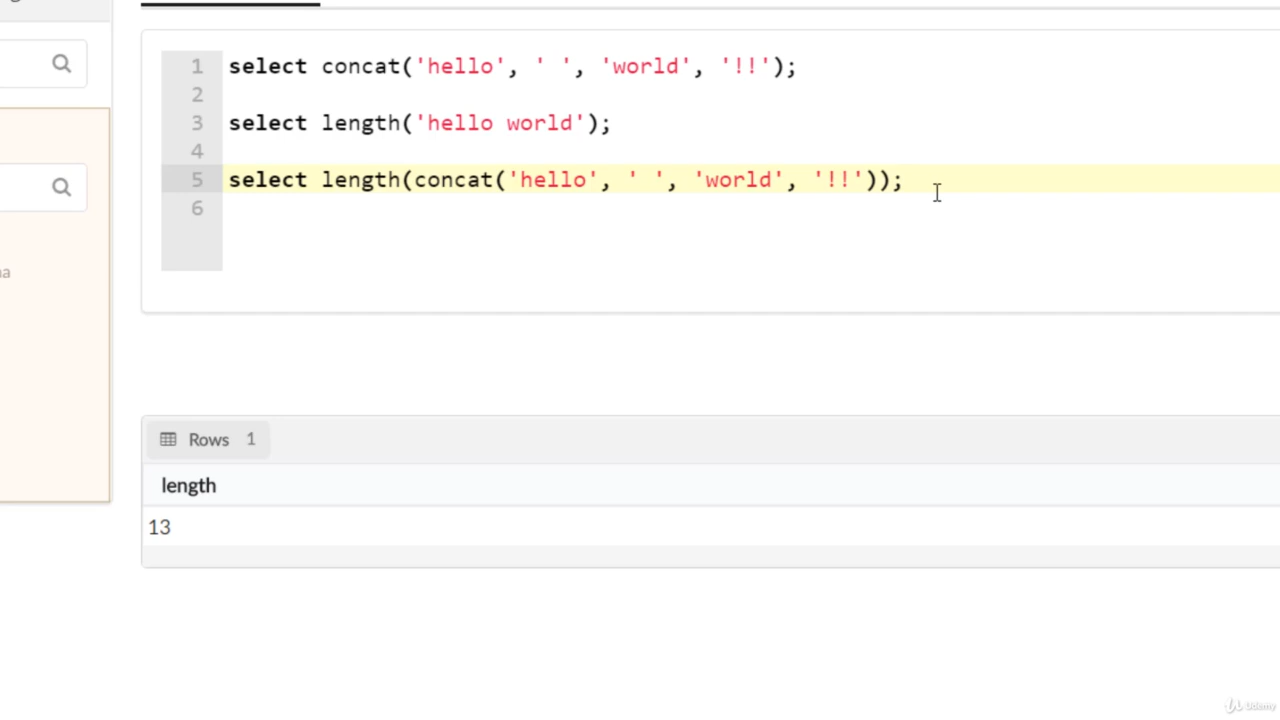 1 select concat('hello', ' ', 'world', '!!');
2
3 select length('hello world');
4
5 select length(concat('hello', ' ', 'world', '!!'));
6
Rows 1
length
13
Udemy